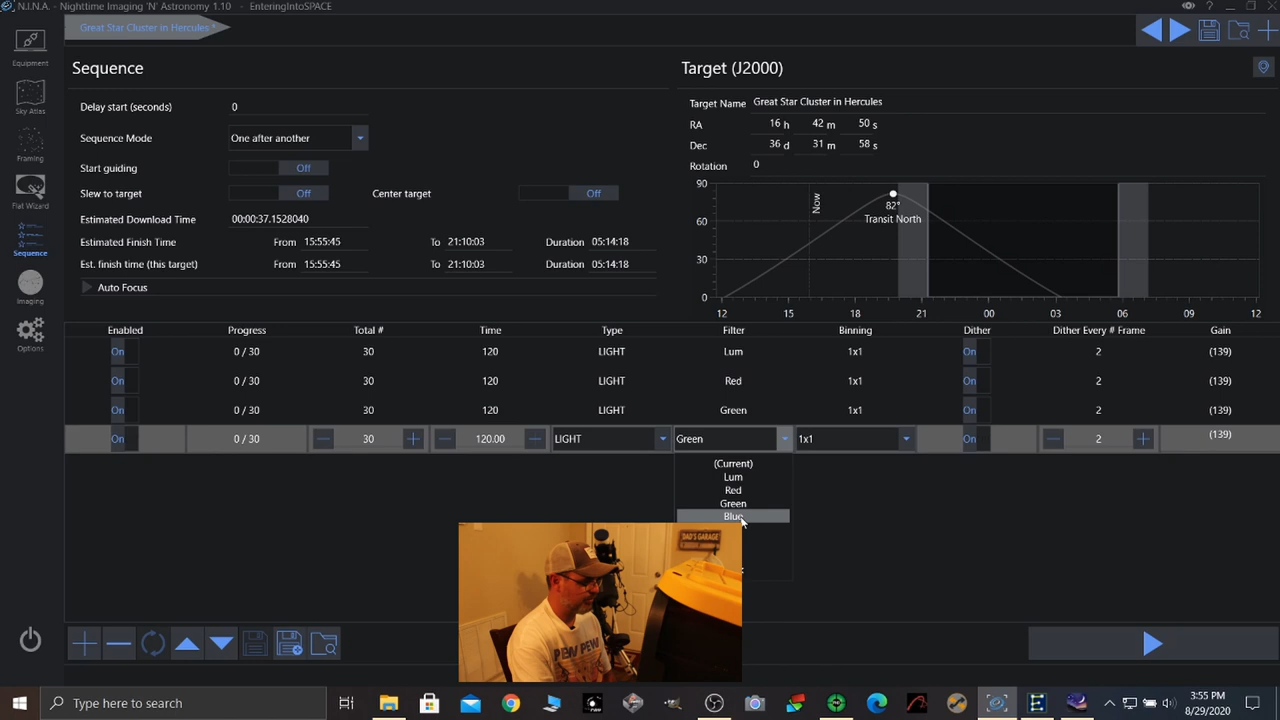 N.I.N.A. - Nighttime Imaging 'N' Astronomy 1.10 - EnteringIntoSPACE
Great Star Cluster in Hercules *
Equipment
Sky Atlas
Framing
Flat Wizard
Sequence
Imaging
Options
Sequence
Delay start (seconds) 0
Sequence Mode One after another
Start guiding Off
Slew to target Off Center target Off
Estimated Download Time 00:00:37.1528040
Estimated Finish Time From 15:55:45 To 21:10:03 Duration 05:14:18
Est. finish time (this target) From 15:55:45 To 21:10:03 Duration 05:14:18
Auto Focus
Target (J2000)
Target Name Great Star Cluster in Hercules
RA 16 h 42 m 50 s
Dec 36 d 31 m 58 s
Rotation 0
90
60
30
0
Now
82°
Transit North
12 15 18 21 00 03 06 09 12
Enabled Progress Total # Time Type Filter Binning Dither Dither Every # Frame Gain
On 0 / 30 30 120 LIGHT Lum 1x1 On 2 (139)
On 0 / 30 30 120 LIGHT Red 1x1 On 2 (139)
On 0 / 30 30 120 LIGHT Green 1x1 On 2 (139)
On 0 / 30 30 120.00 LIGHT Green 1x1 On 2 (139)
(Current)
Lum
Red
Green
Blue
DAD'S GARAGE
PEW PEW
Type here to search
3:55 PM
8/29/2020